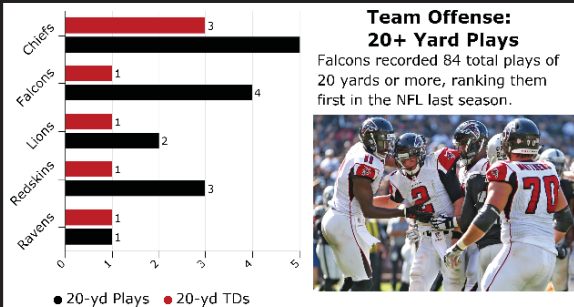 Team Offense:
20+ Yard Plays
Falcons recorded 84 total plays of
20 yards or more, ranking them
first in the NFL last season.
Chiefs
3
Falcons
1
4
Lions
1
2
Redskins
1
3
Ravens
1
1
0 1 2 3 4 5
20-yd Plays 20-yd TDs
11
2
MATTHEWS
70